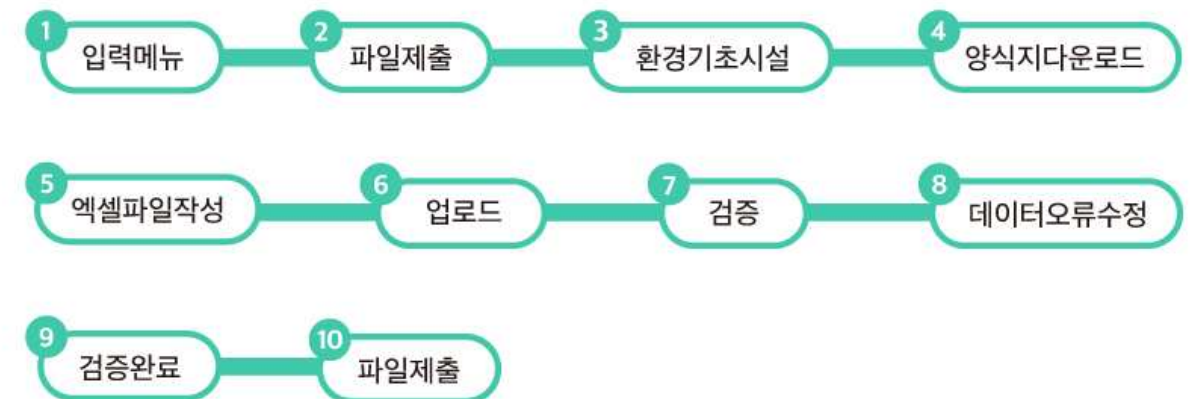 1 입력메뉴 2 파일제출 3 환경기초시설 4 양식지다운로드
5 엑셀파일작성 6 업로드 7 검증 8 데이터오류수정
9 검증완료 10 파일제출